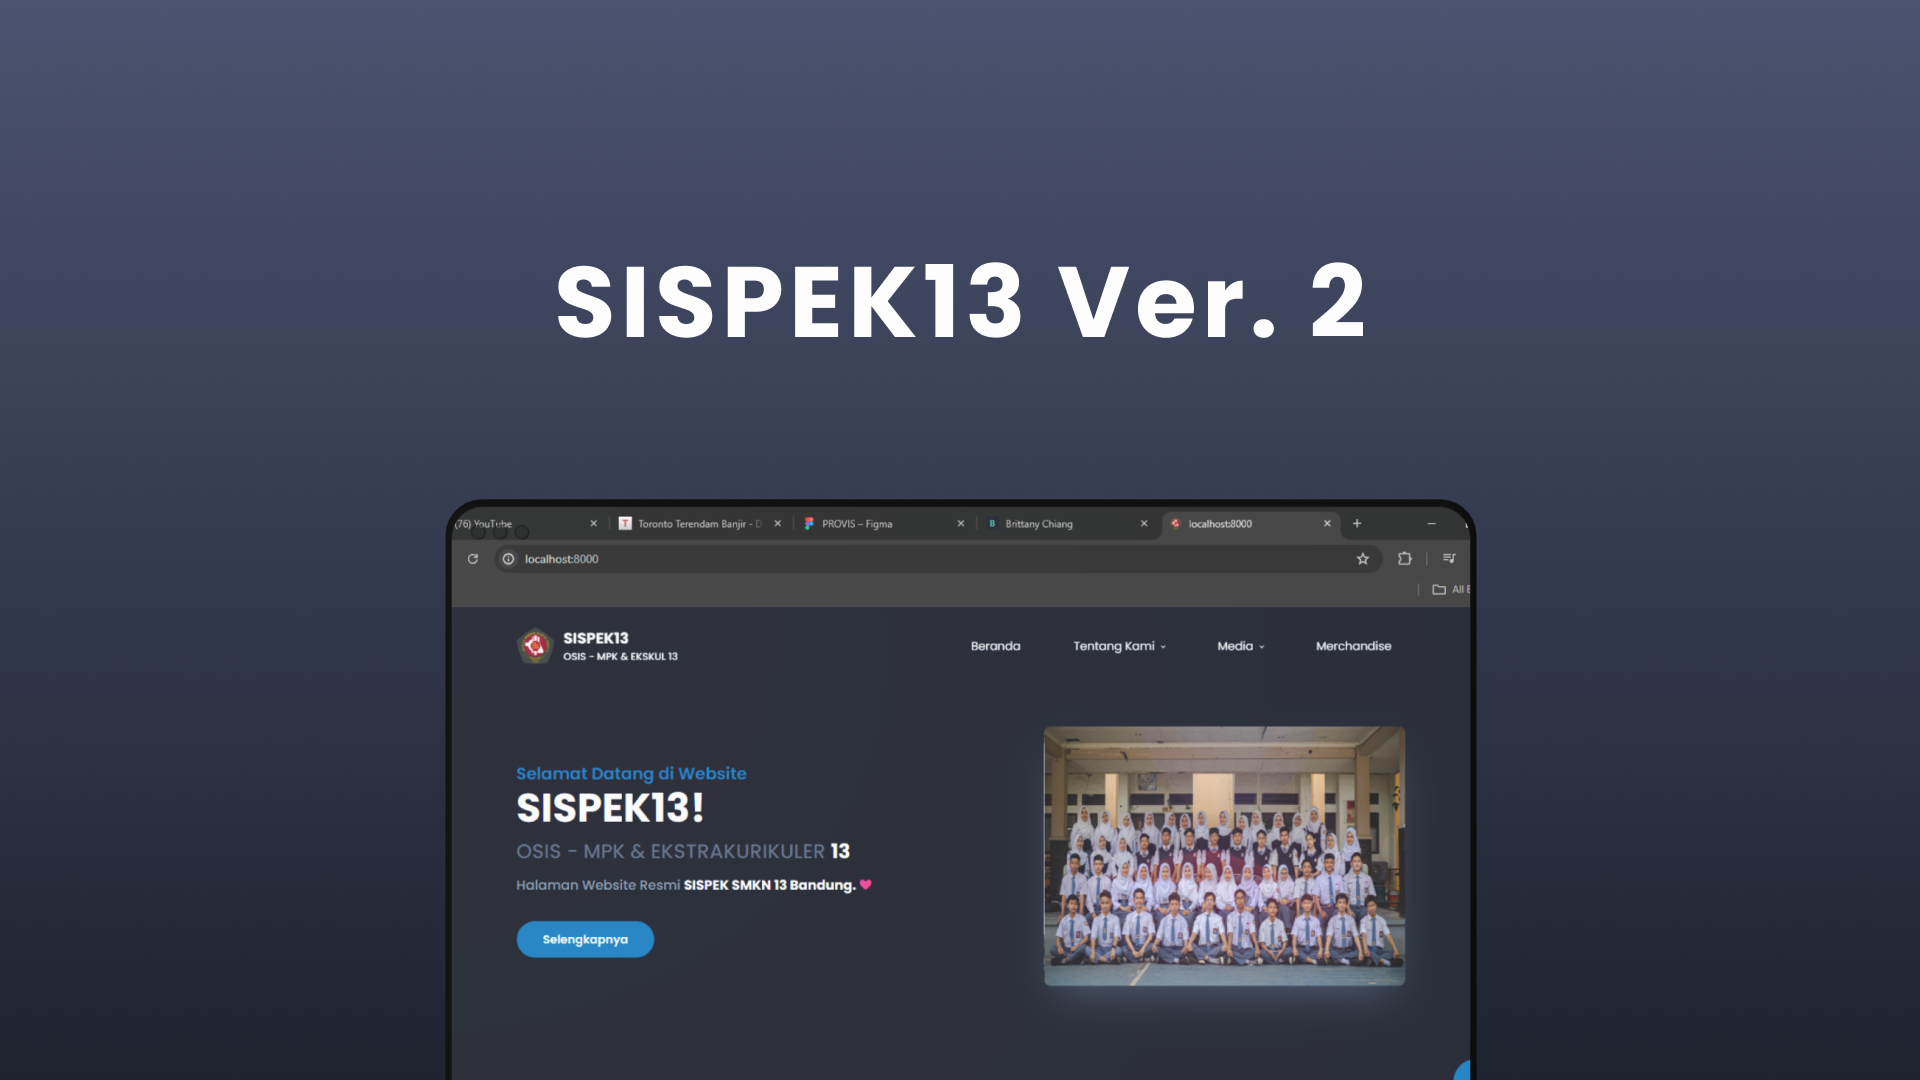 SISPEK13 Ver. 2
(76) YouTube
Toronto Terendam Banjir - D
PROVIS – Figma
Brittany Chiang
localhost:8000
localhost:8000
All
SISPEK13
OSIS - MPK & EKSKUL 13
Beranda
Tentang Kami
Media
Merchandise
Selamat Datang di Website
SISPEK13!
OSIS - MPK & EKSTRAKURIKULER 13
Halaman Website Resmi SISPEK SMKN 13 Bandung.
Selengkapnya